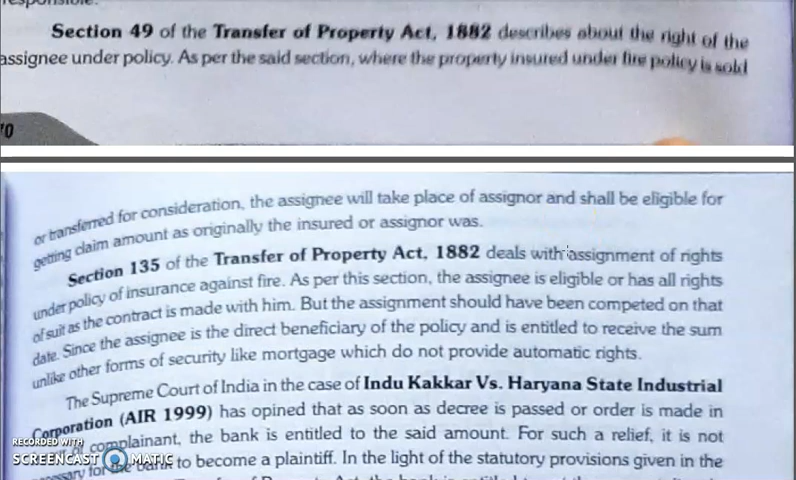 responsible.
Section 49 of the Transfer of Property Act, 1882 describes about the right of the
assignee under policy. As per the said section, where the property insured under fire policy is sold
70
or transferred for consideration, the assignee will take place of assignor and shall be eligible for
getting claim amount as originally the insured or assignor was.
Section 135 of the Transfer of Property Act, 1882 deals with assignment of rights
under policy of insurance against fire. As per this section, the assignee is eligible or has all rights
of suit as the contract is made with him. But the assignment should have been competed on that
date. Since the assignee is the direct beneficiary of the policy and is entitled to receive the sum
unlike other forms of security like mortgage which do not provide automatic rights.
The Supreme Court of India in the case of Indu Kakkar Vs. Haryana State Industrial
Corporation (AIR 1999) has opined that as soon as decree is passed or order is made in
of complainant, the bank is entitled to the said amount. For such a relief, it is not
for the bank to become a plaintiff. In the light of the statutory provisions given in the
RECORDED WITH
SCREENCAST MATIC